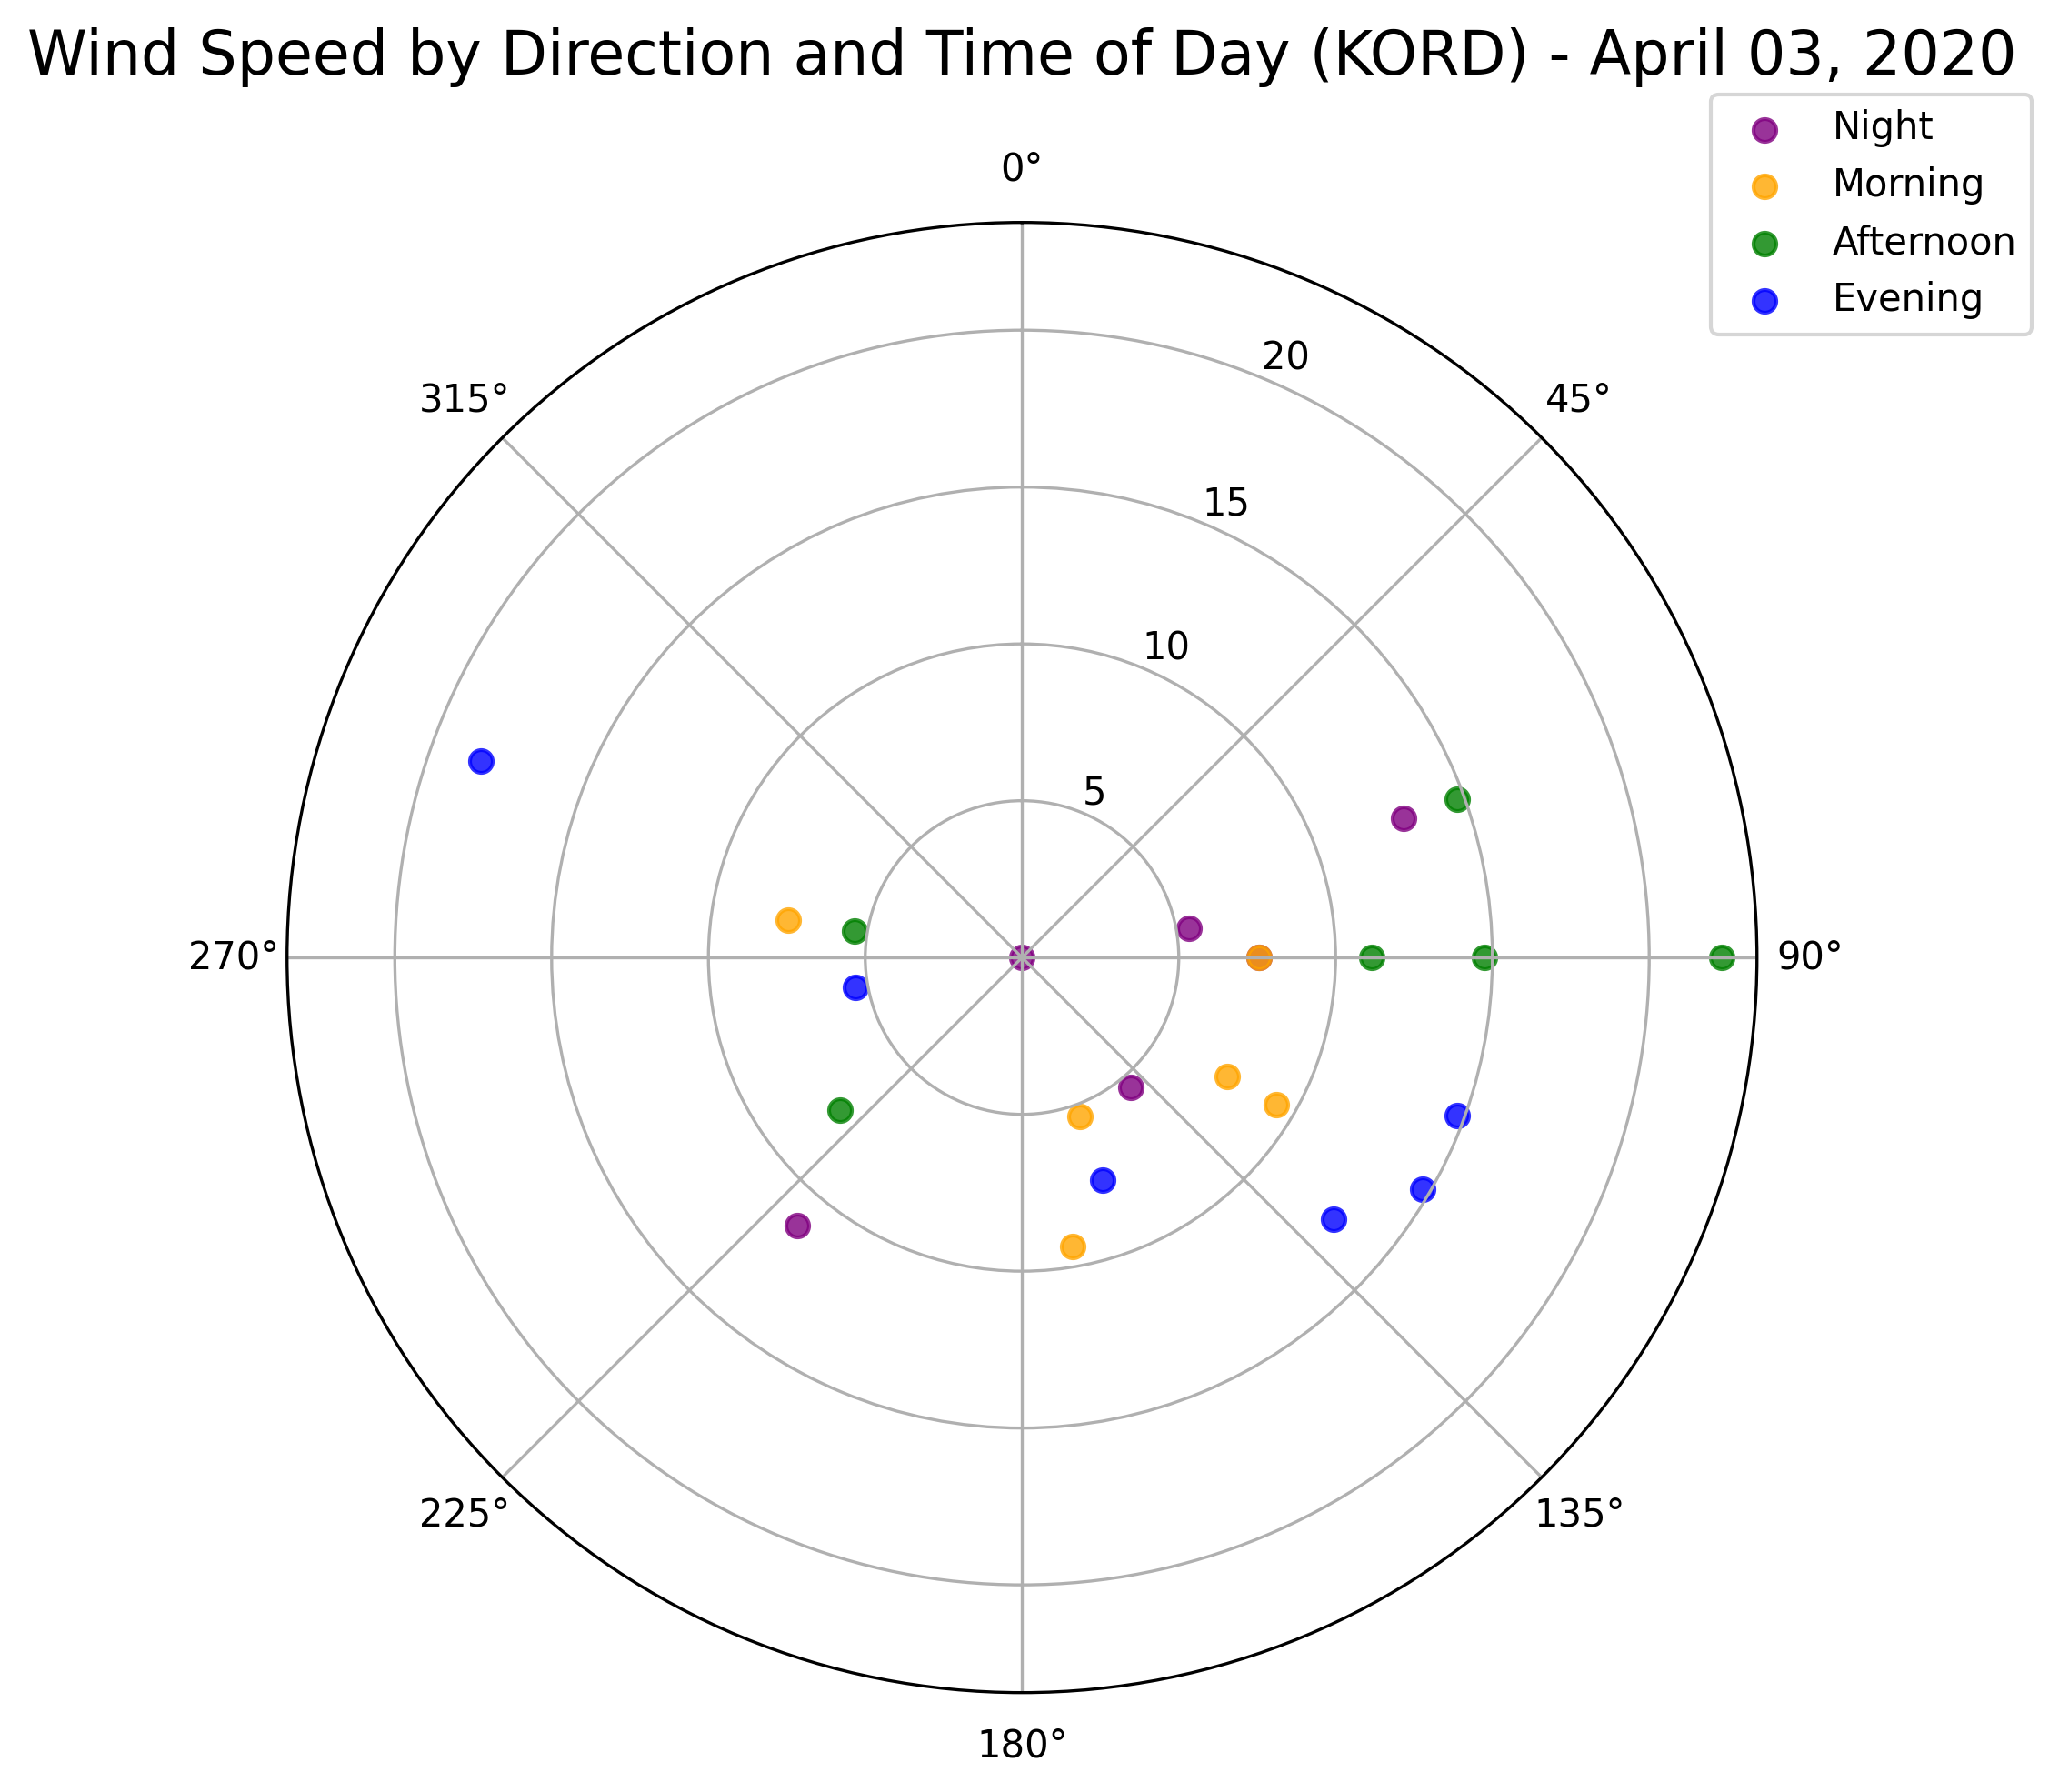 Wind Speed by Direction and Time of Day (KORD) - April 03, 2020
Night
Morning
Afternoon
Evening
0°
45°
90°
135°
180°
225°
270°
315°
5
10
15
20